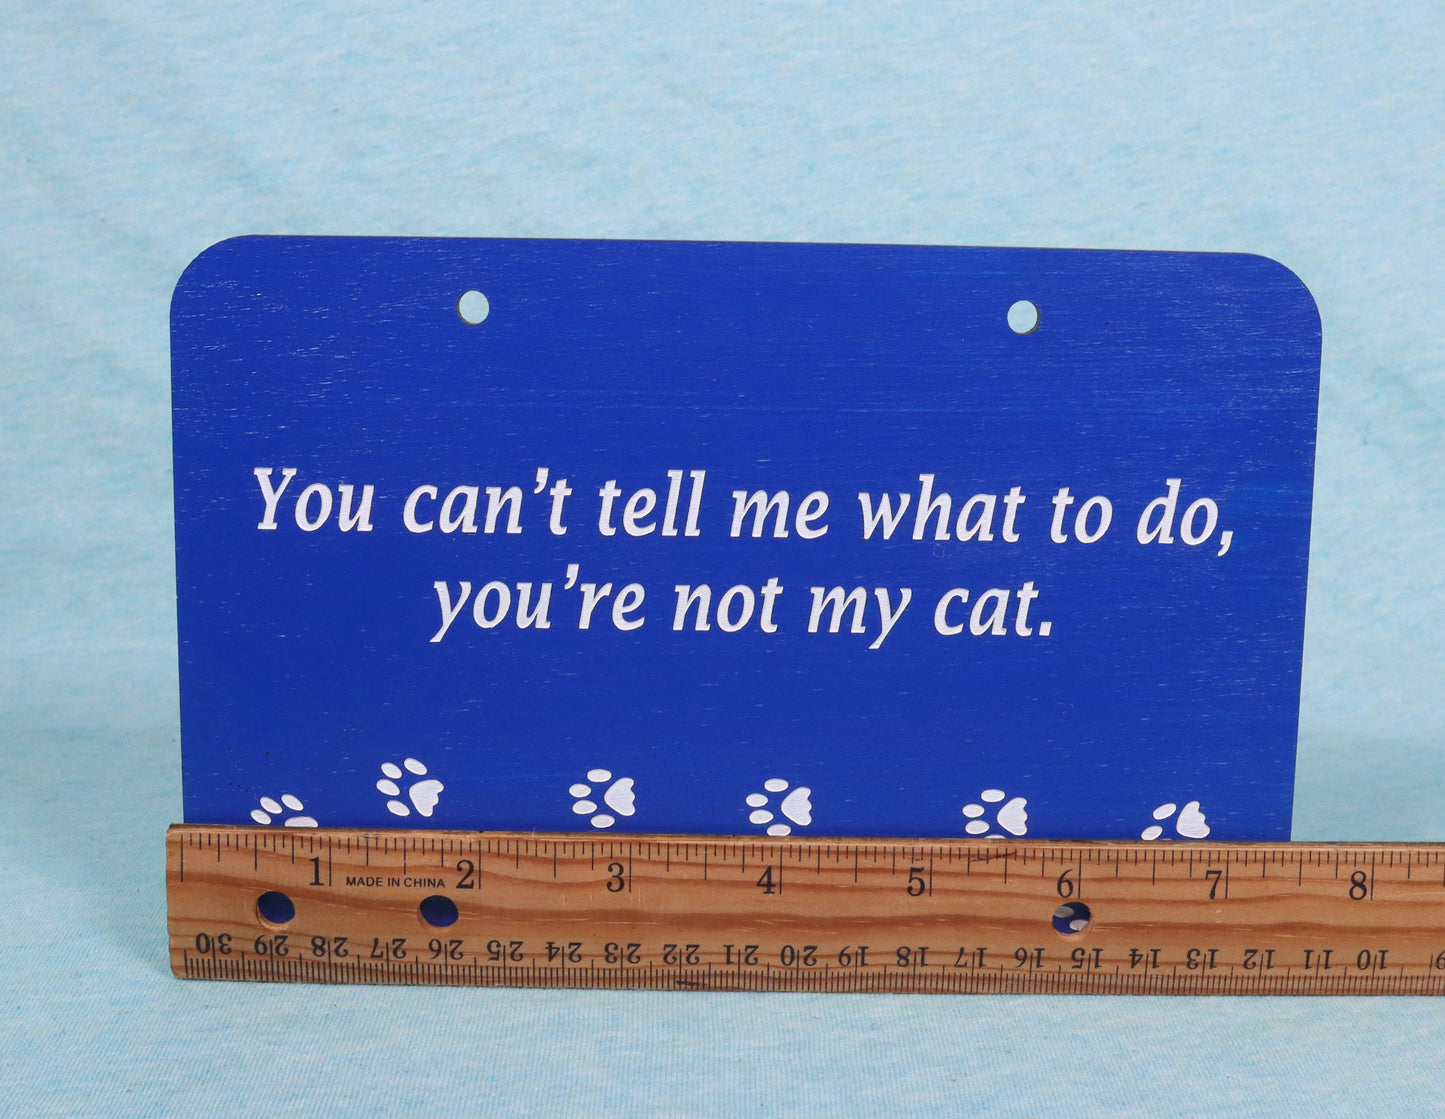 You can’t tell me what to do,
you’re not my cat.
1 MADE IN CHINA 2 3 4 5 6 7 8
30 29 28 27 26 25 24 23 22 21 20 19 18 17 16 15 14 13 12 11 10 9